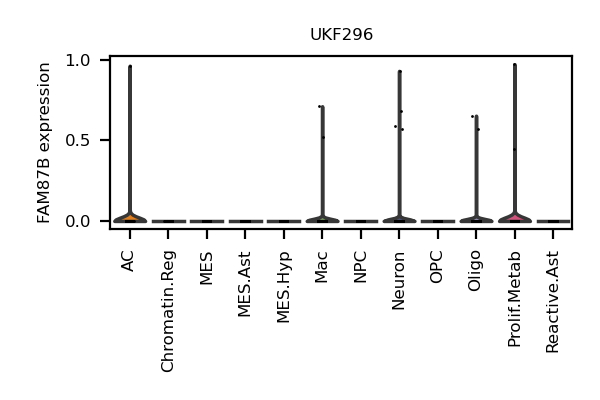 UKF296
FAM87B expression
1.0
0.5
0.0
AC
Chromatin.Reg
MES
MES.Ast
MES.Hyp
Mac
NPC
Neuron
OPC
Oligo
Prolif.Metab
Reactive.Ast